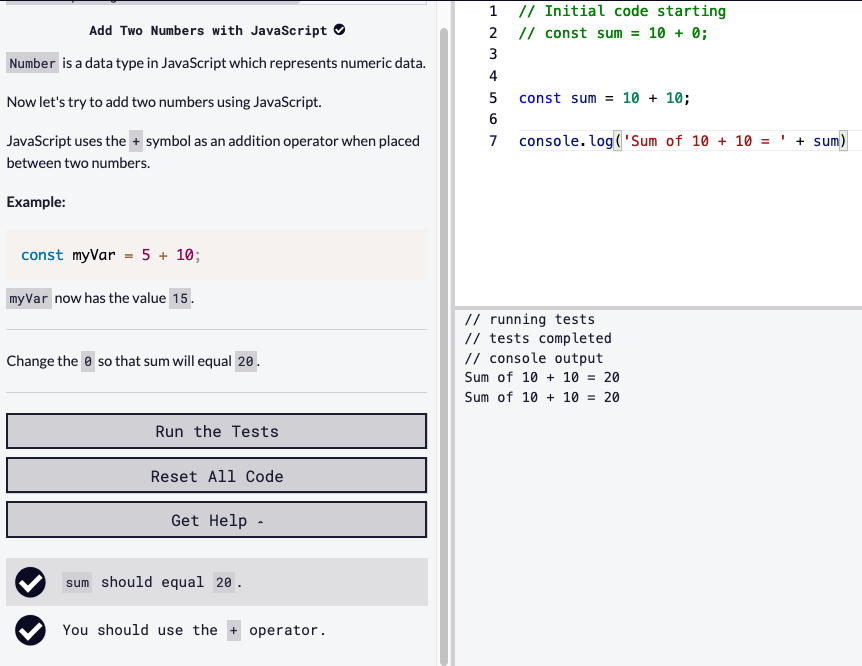 Add Two Numbers with JavaScript
Number is a data type in JavaScript which represents numeric data.
Now let's try to add two numbers using JavaScript.
JavaScript uses the + symbol as an addition operator when placed
between two numbers.
Example:
const myVar = 5 + 10;
myVar now has the value 15.
Change the 0 so that sum will equal 20.
Run the Tests
Reset All Code
Get Help
sum should equal 20.
You should use the + operator.
1 // Initial code starting
2 // const sum = 10 + 0;
3
4
5 const sum = 10 + 10;
6
7 console.log('Sum of 10 + 10 = ' + sum)
// running tests
// tests completed
// console output
Sum of 10 + 10 = 20
Sum of 10 + 10 = 20